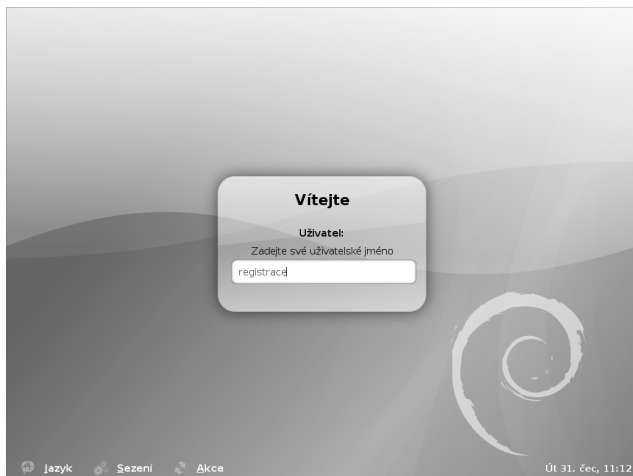 Vítejte
Uživatel:
Zadejte své uživatelské jméno
registrace
Jazyk Sezení Akce Út 31. čec, 11:12